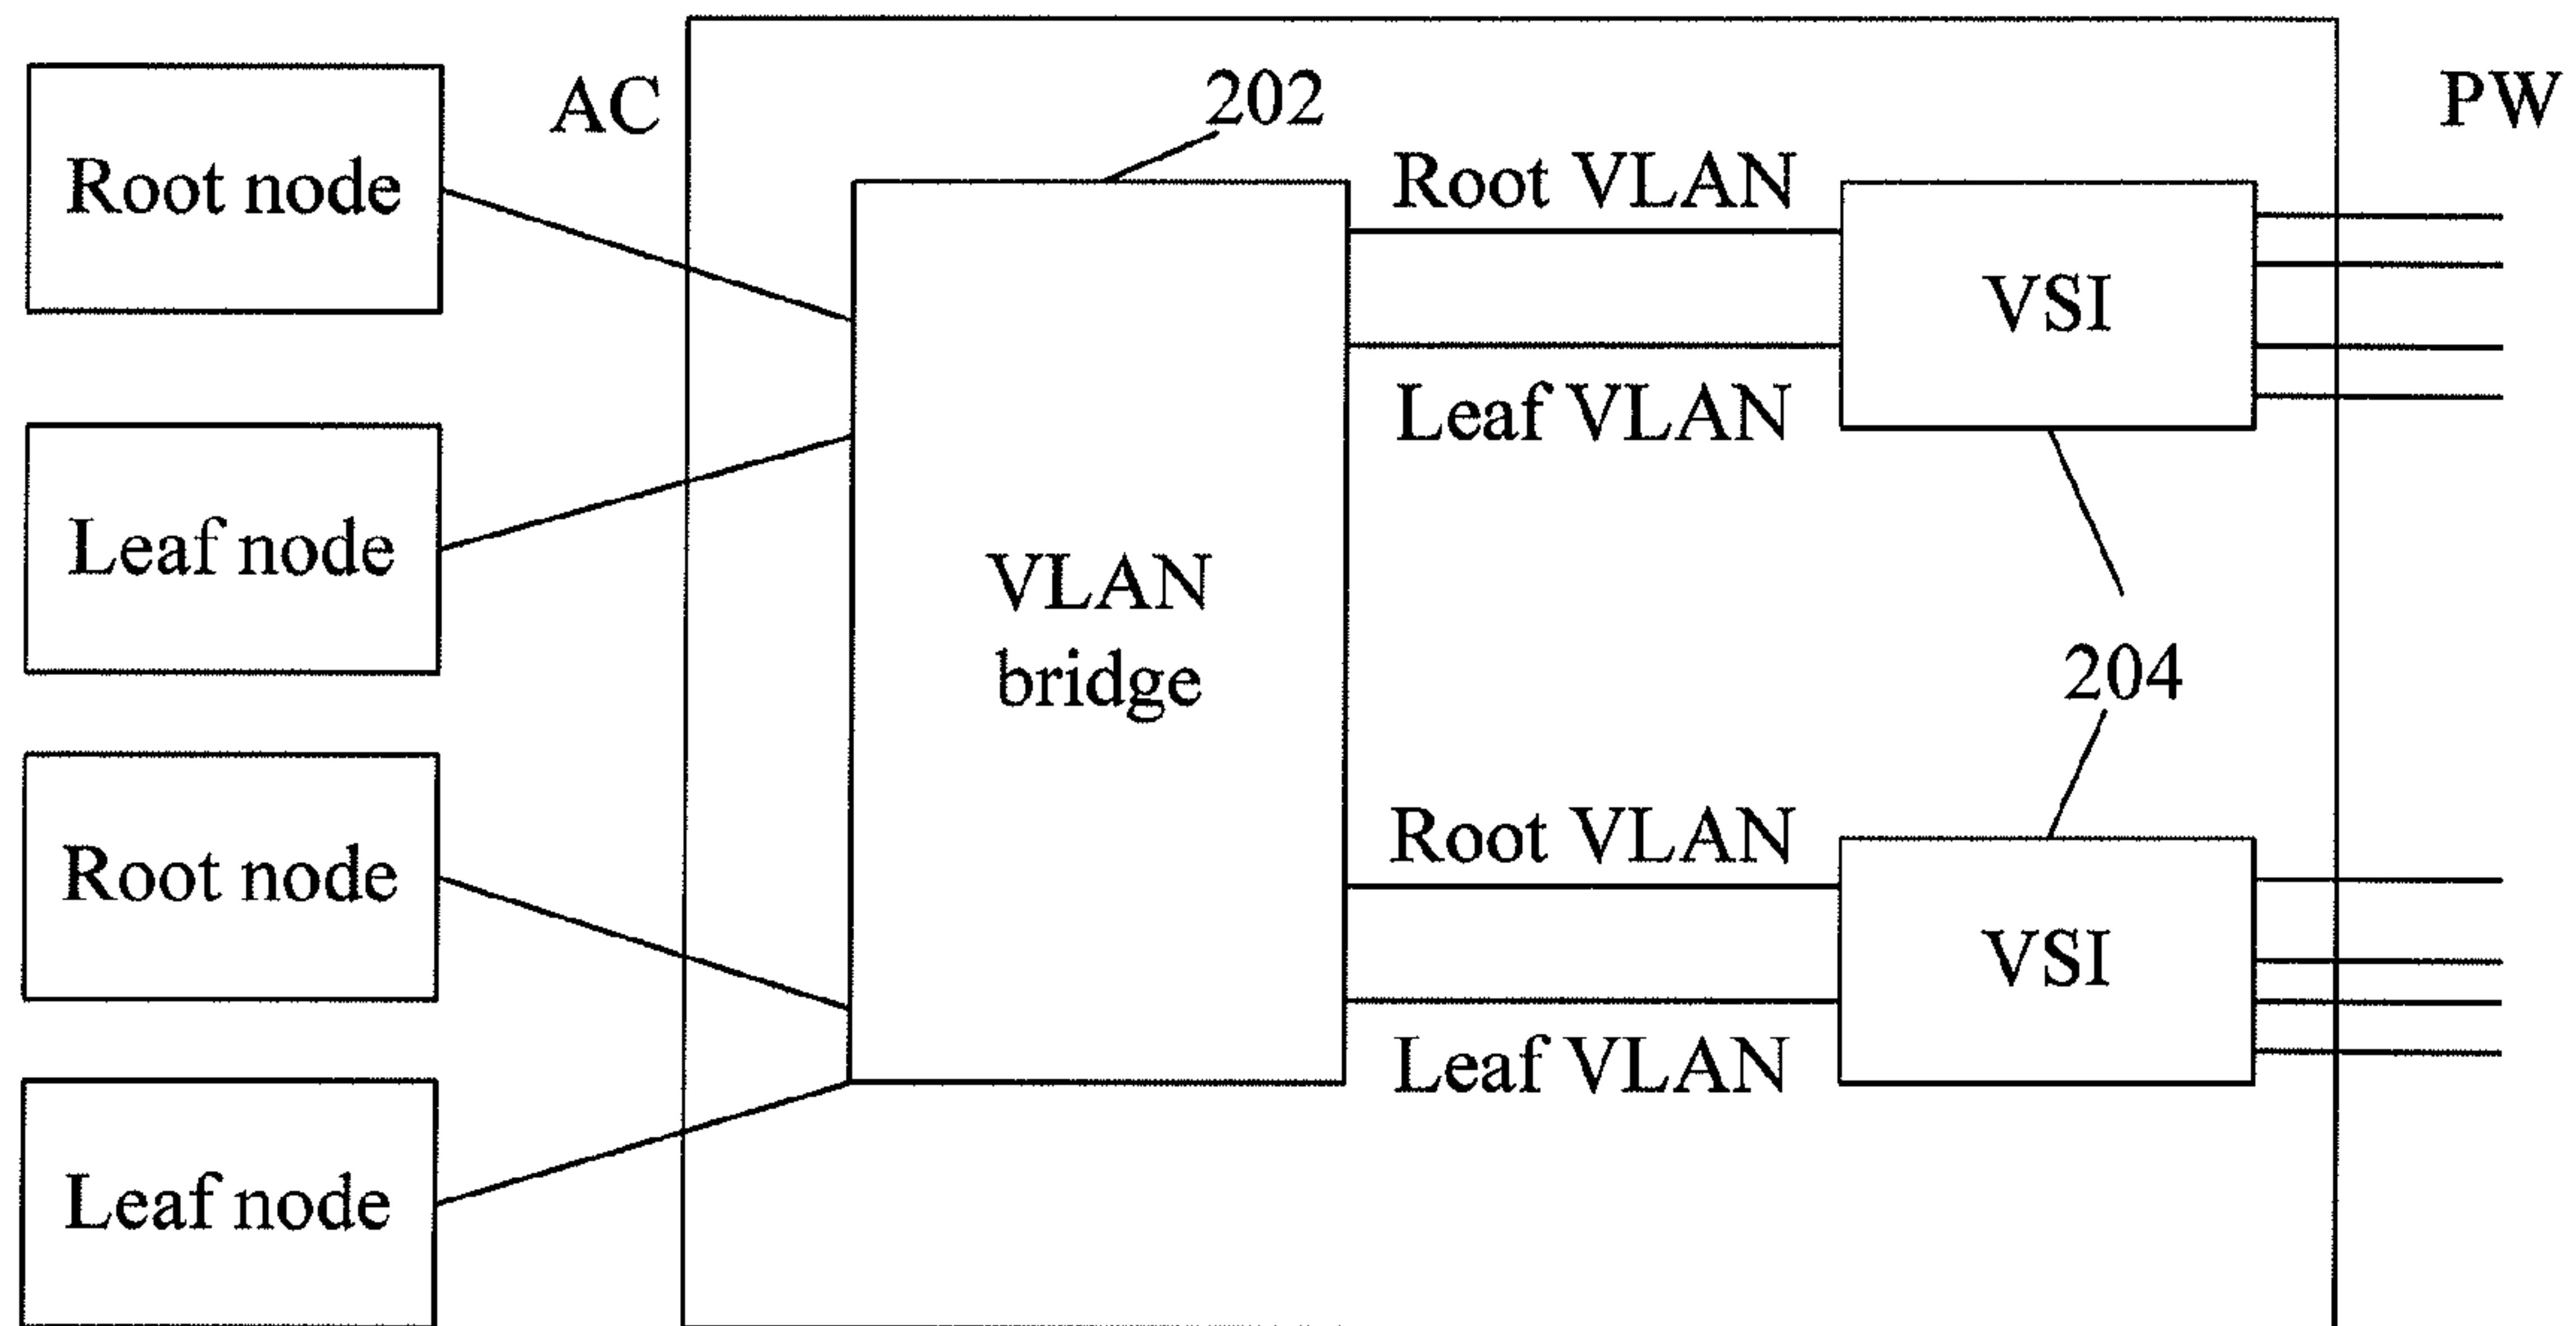 AC
202
PW
Root node
Root VLAN
VSI
Leaf VLAN
Leaf node
VLAN
bridge
204
Root node
Root VLAN
VSI
Leaf VLAN
Leaf node